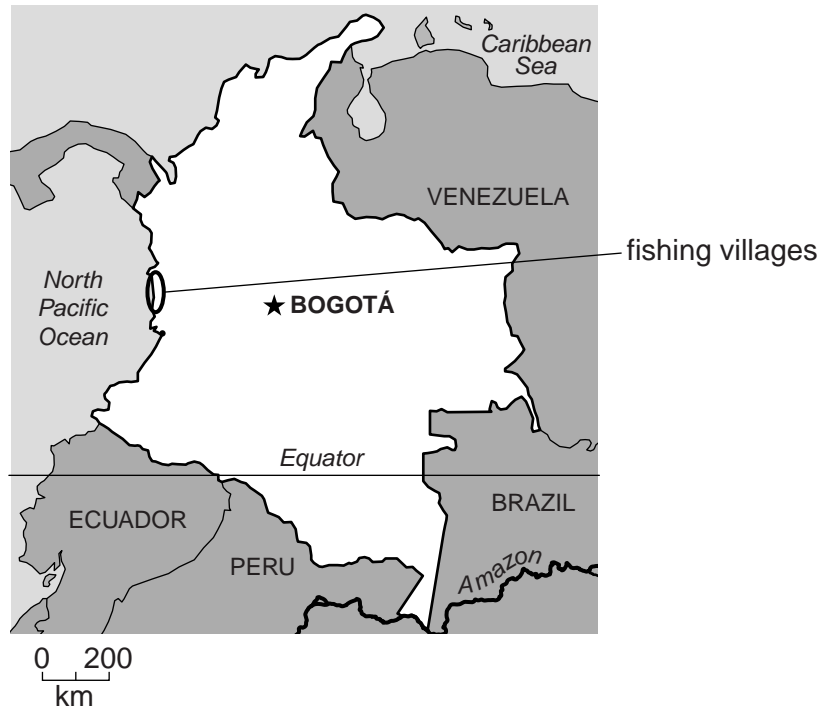 Caribbean
Sea
VENEZUELA
fishing villages
North
Pacific
Ocean
BOGOTÁ
Equator
BRAZIL
ECUADOR
PERU
Amazon
0 200
km